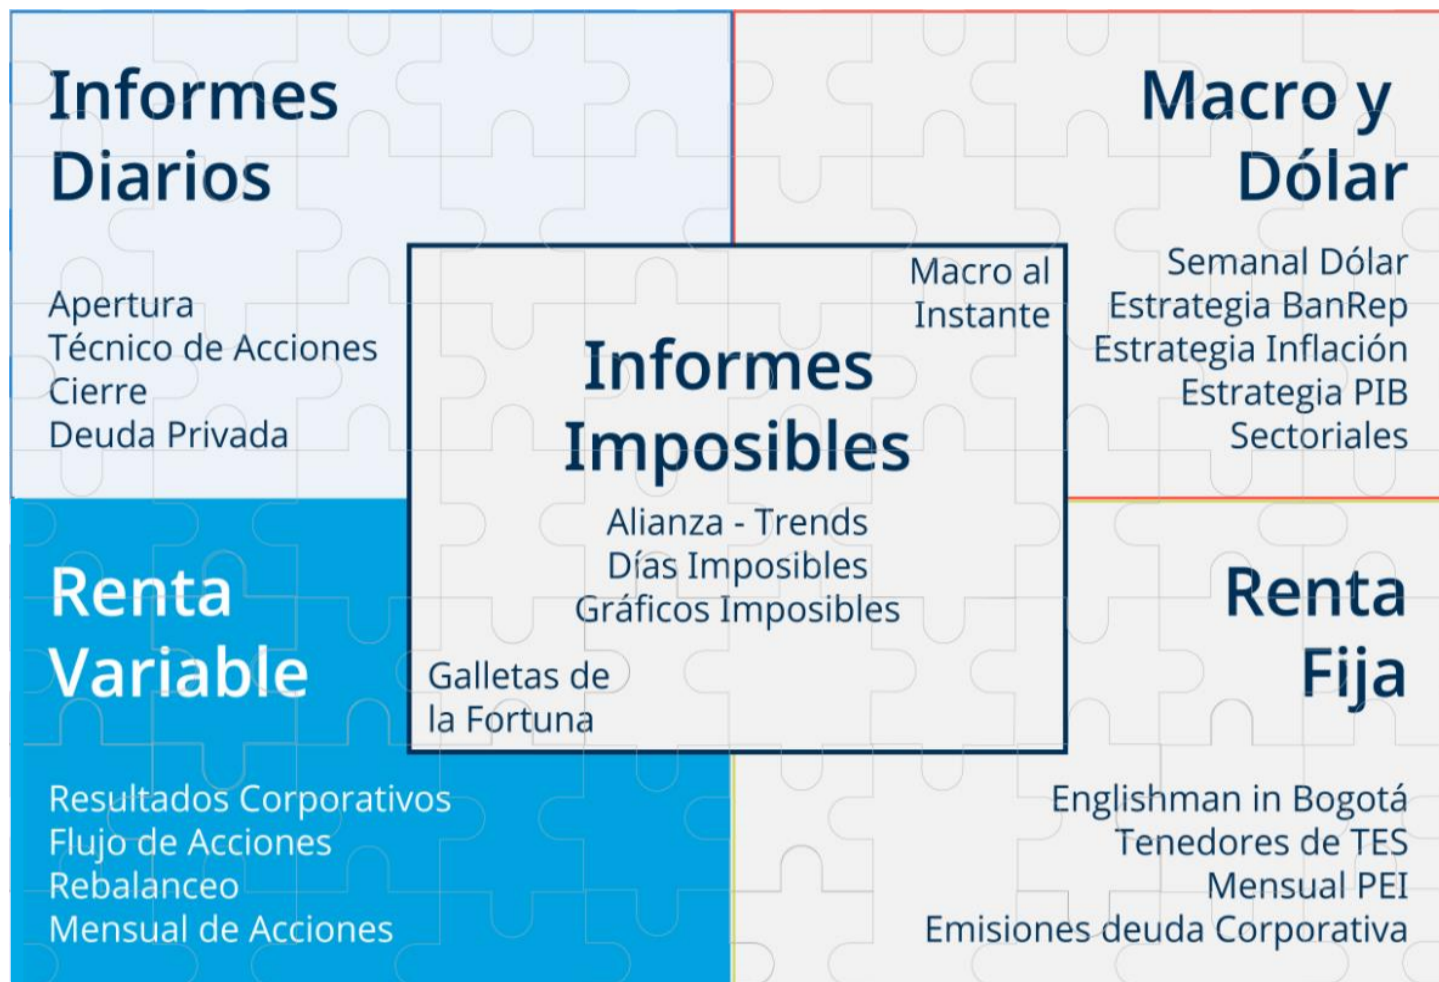 Informes
Diarios
Apertura
Técnico de Acciones
Cierre
Deuda Privada
Macro y
Dólar
Semanal Dólar
Estrategia BanRep
Estrategia Inflación
Estrategia PIB
Sectoriales
Macro al
Instante
Informes
Imposibles
Alianza - Trends
Días Imposibles
Gráficos Imposibles
Galletas de
la Fortuna
Renta
Variable
Resultados Corporativos
Flujo de Acciones
Rebalanceo
Mensual de Acciones
Renta
Fija
Englishman in Bogotá
Tenedores de TES
Mensual PEI
Emisiones deuda Corporativa